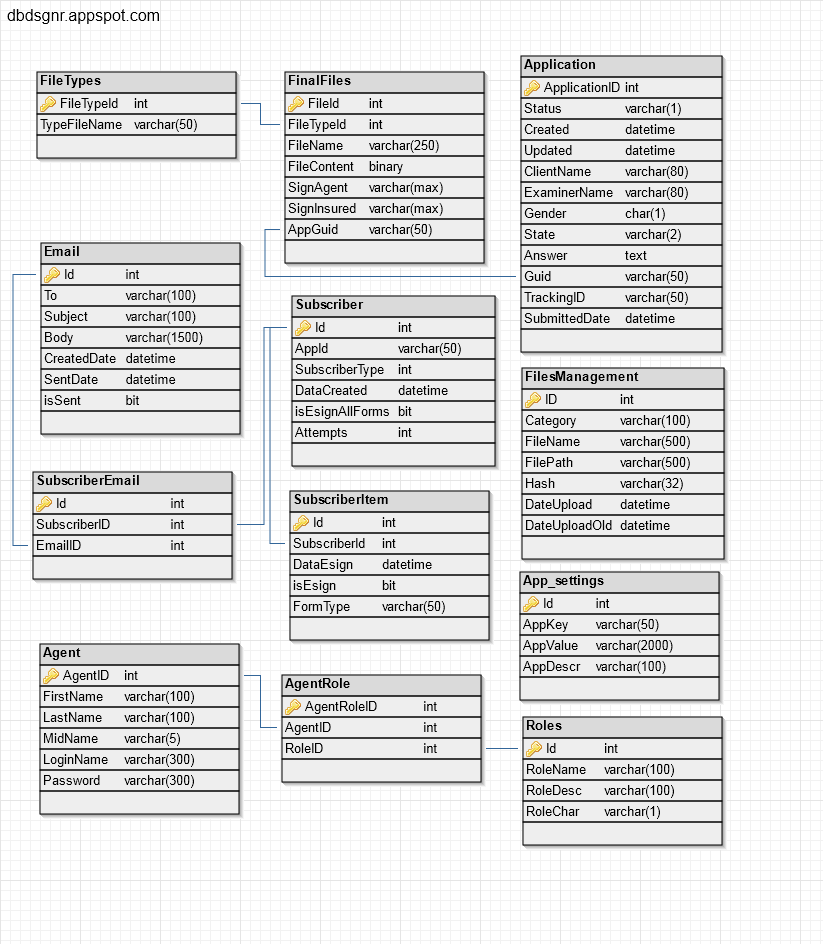 dbdsgnr.appspot.com
FileTypes
FileTypeId int
TypeFileName varchar(50)
FinalFiles
FileId int
FileTypeId int
FileName varchar(250)
FileContent binary
SignAgent varchar(max)
SignInsured varchar(max)
AppGuid varchar(50)
Application
ApplicationID int
Status varchar(1)
Created datetime
Updated datetime
ClientName varchar(80)
ExaminerName varchar(80)
Gender char(1)
State varchar(2)
Answer text
Guid varchar(50)
TrackingID varchar(50)
SubmittedDate datetime
Email
Id int
To varchar(100)
Subject varchar(100)
Body varchar(1500)
CreatedDate datetime
SentDate datetime
isSent bit
Subscriber
Id int
AppId varchar(50)
SubscriberType int
DataCreated datetime
isEsignAllForms bit
Attempts int
FilesManagement
ID int
Category varchar(100)
FileName varchar(500)
FilePath varchar(500)
Hash varchar(32)
DateUpload datetime
DateUploadOld datetime
SubscriberEmail
Id int
SubscriberID int
EmailID int
SubscriberItem
Id int
SubscriberId int
DataEsign datetime
isEsign bit
FormType varchar(50)
App_settings
Id int
AppKey varchar(50)
AppValue varchar(2000)
AppDescr varchar(100)
Agent
AgentID int
FirstName varchar(100)
LastName varchar(100)
MidName varchar(5)
LoginName varchar(300)
Password varchar(300)
AgentRole
AgentRoleID int
AgentID int
RoleID int
Roles
Id int
RoleName varchar(100)
RoleDesc varchar(100)
RoleChar varchar(1)